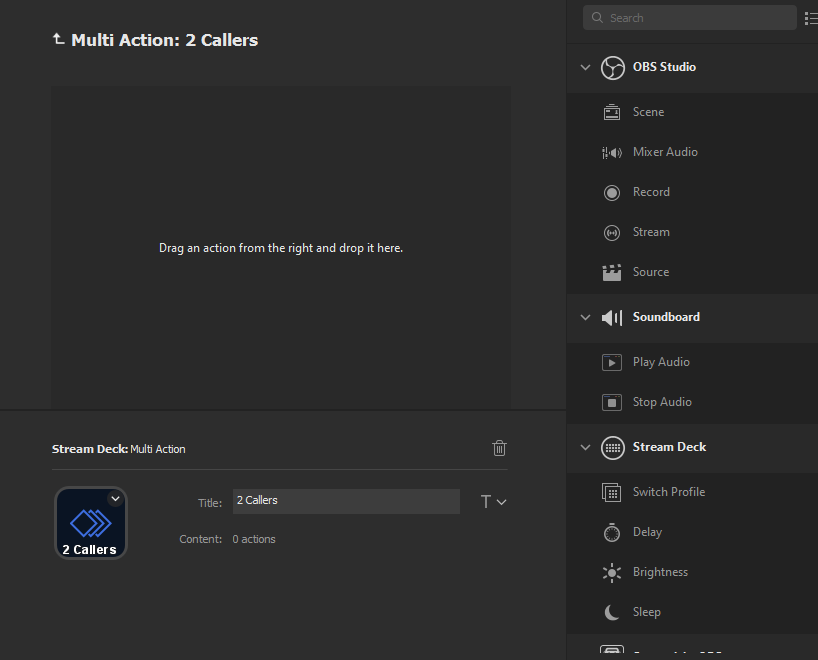 Multi Action: 2 Callers
Drag an action from the right and drop it here.
Stream Deck: Multi Action
2 Callers
Title: 2 Callers
T
Content: 0 actions
Search
OBS Studio
Scene
Mixer Audio
Record
Stream
Source
Soundboard
Play Audio
Stop Audio
Stream Deck
Switch Profile
Delay
Brightness
Sleep